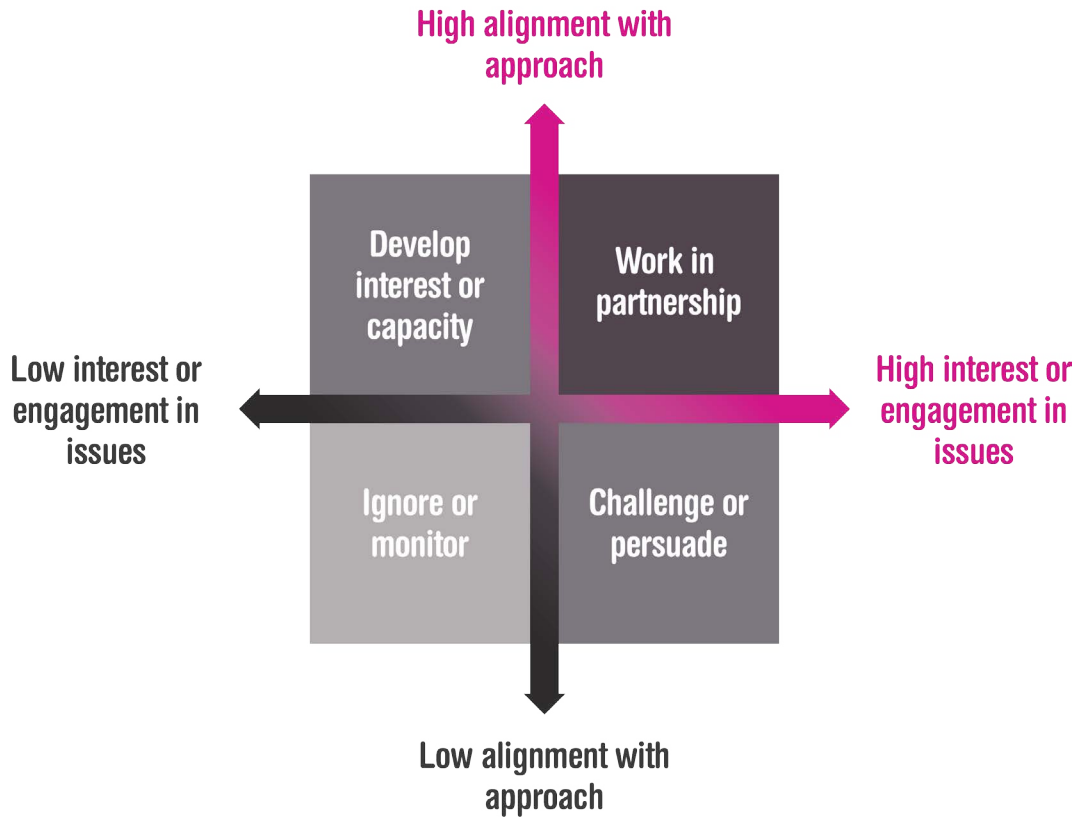 High alignment with
approach
Develop
interest or
capacity
Work in
partnership
Low interest or
engagement in
issues
High interest or
engagement in
issues
Ignore or
monitor
Challenge or
persuade
Low alignment with
approach